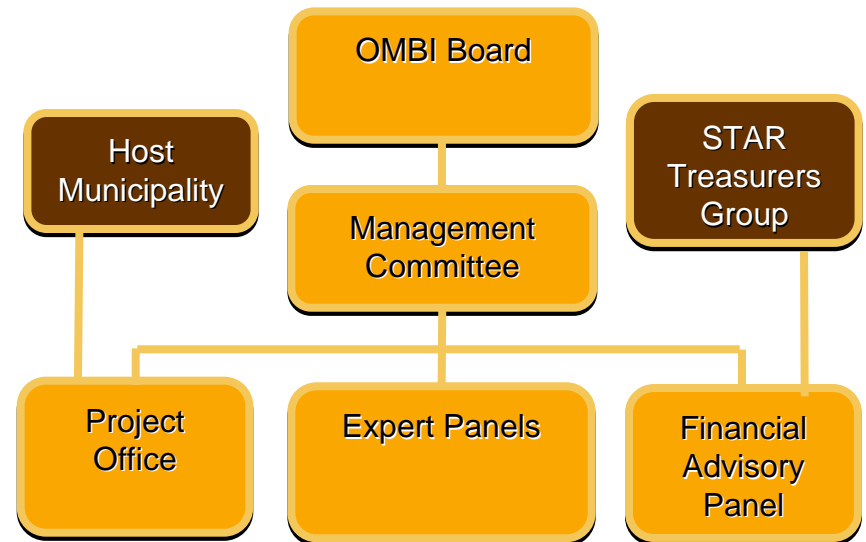 OMBI Board
Host
Municipality
STAR
Treasurers
Group
Management
Committee
Project
Office
Expert Panels
Financial
Advisory
Panel